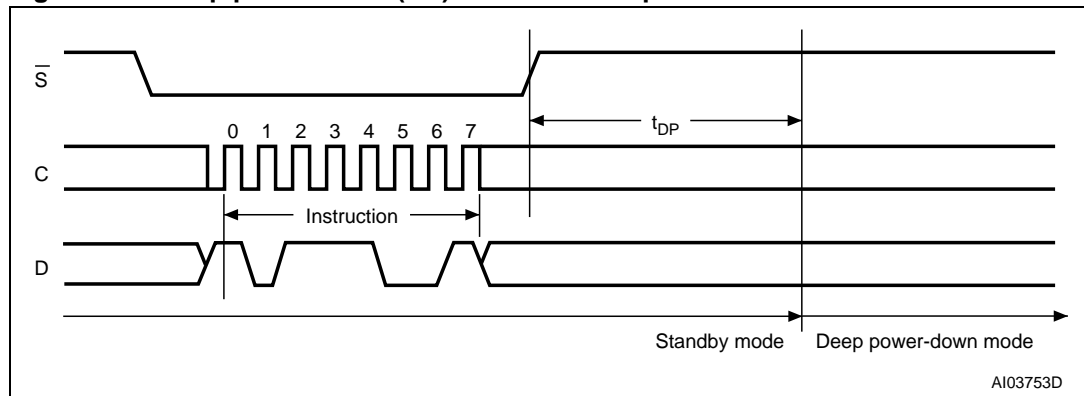 S
0 1 2 3 4 5 6 7
tDP
C
Instruction
D
Standby mode Deep power-down mode
AI03753D